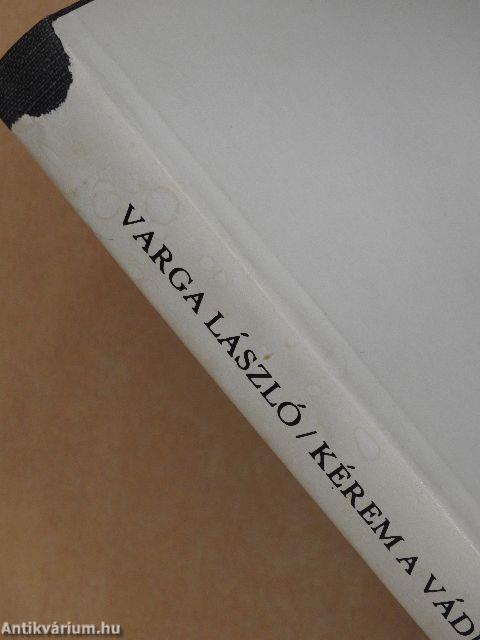 VARGA LÁSZLÓ / KÉREM A VÁD
Antikvárium.hu